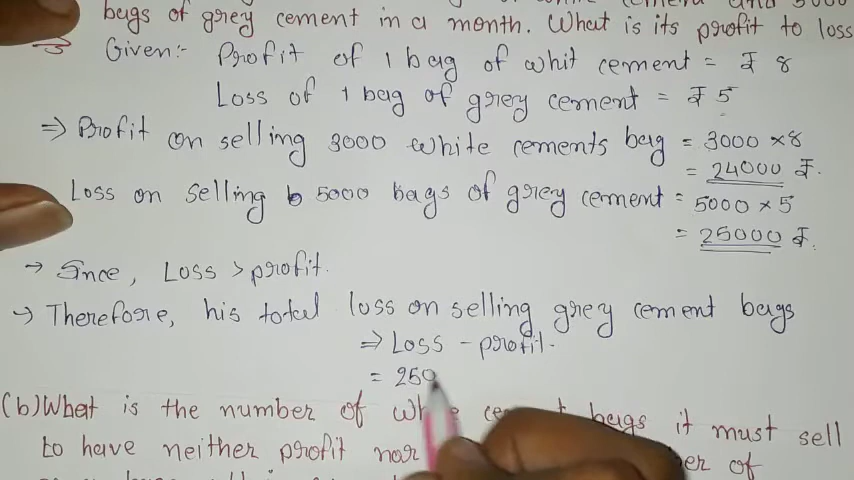 bags of grey cement in a month. What is its profit to loss
Given:- Profit of 1 bag of whit cement = ₹ 8
Loss of 1 bag of grey cement = ₹ 5
⇒ Profit on selling 3000 white cements bag = 3000 × 8
= 24000 ₹.
Loss on selling 5000 bags of grey cement = 5000 × 5
= 25000 ₹.
→ Since, Loss > profit.
→ Therefore, his total loss on selling grey cement bags
⇒ Loss - profit.
= 250
(b) What is the number of bags it must sell
to have neither profit nor of